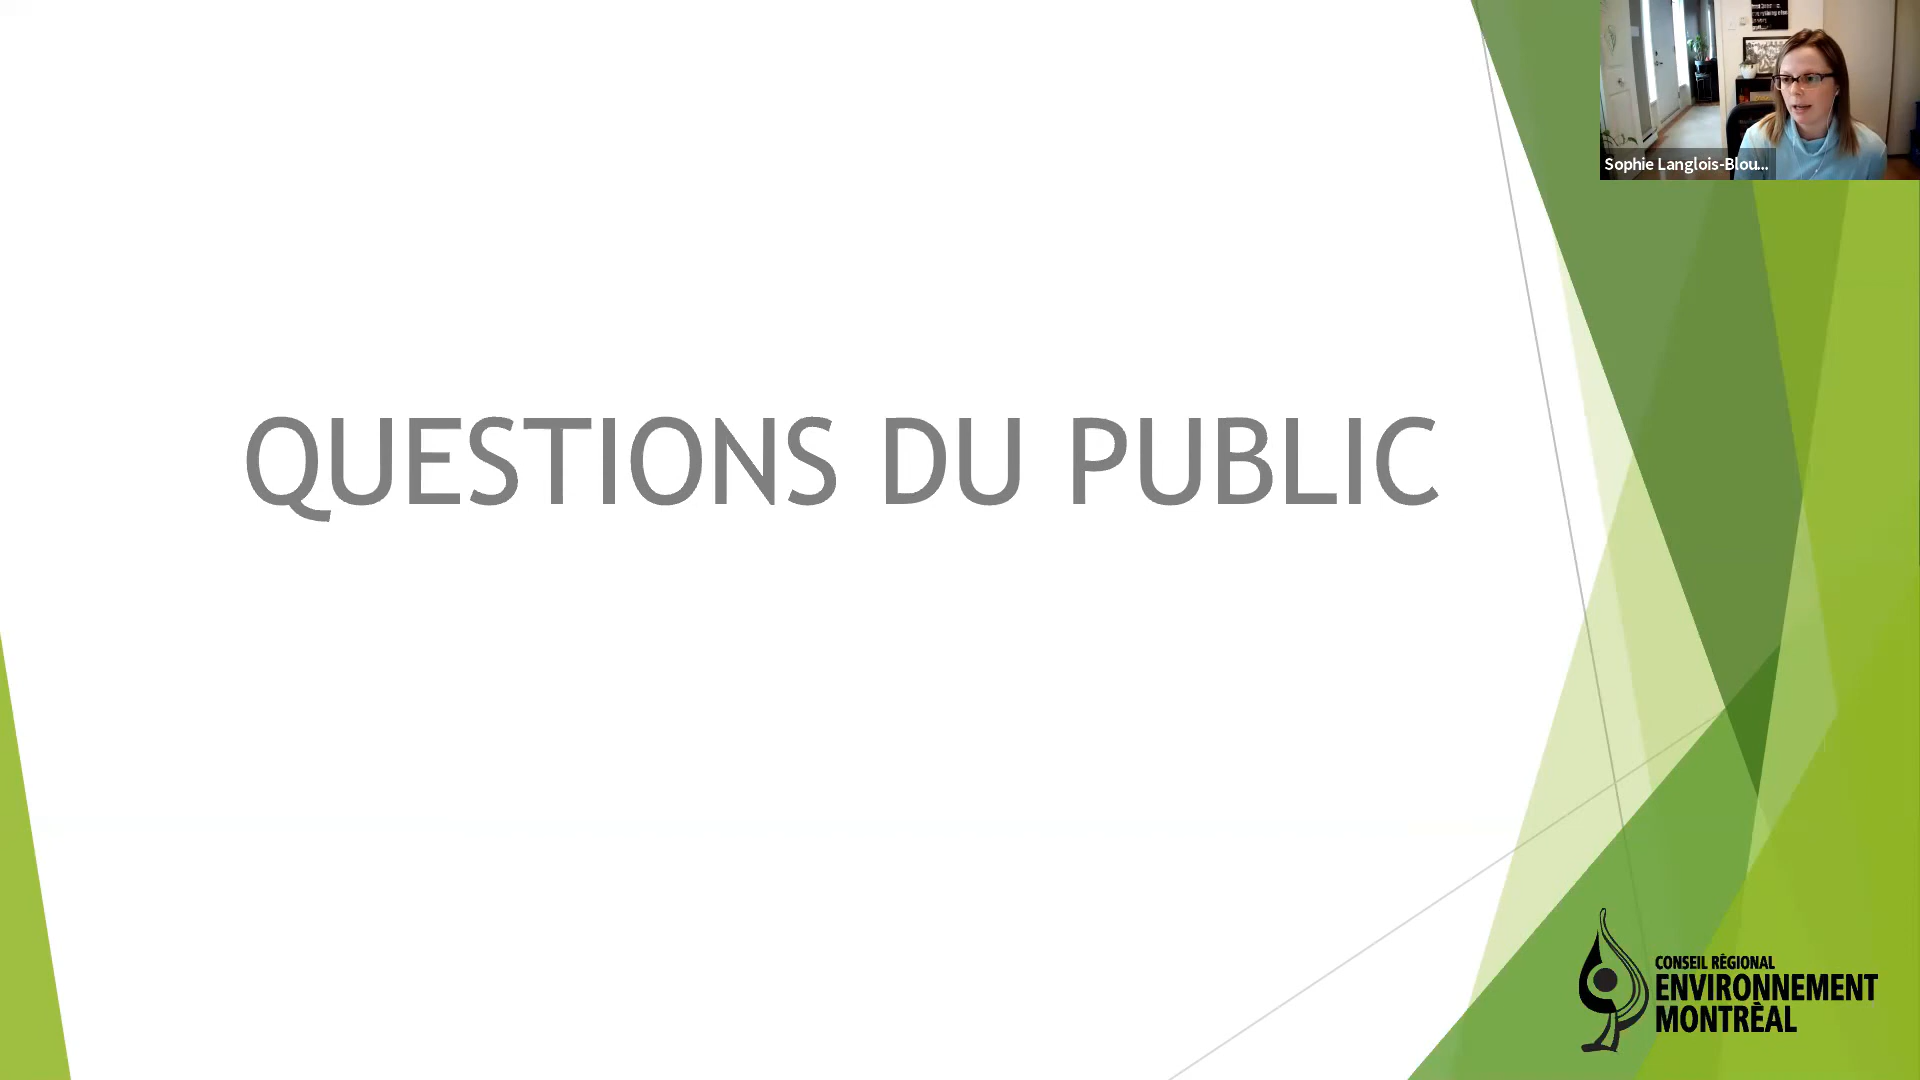 Sophie Langlois-Blou...
QUESTIONS DU PUBLIC
CONSEIL RÉGIONAL
ENVIRONNEMENT
MONTRÉAL